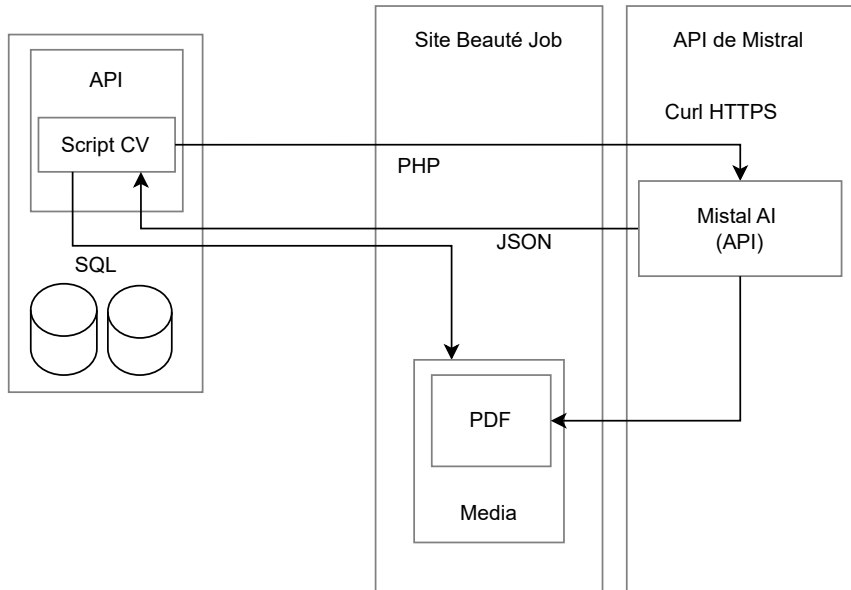 Site Beauté Job
API de Mistral
API
Curl HTTPS
Script CV
PHP
Mistal AI
(API)
JSON
SQL
PDF
Media